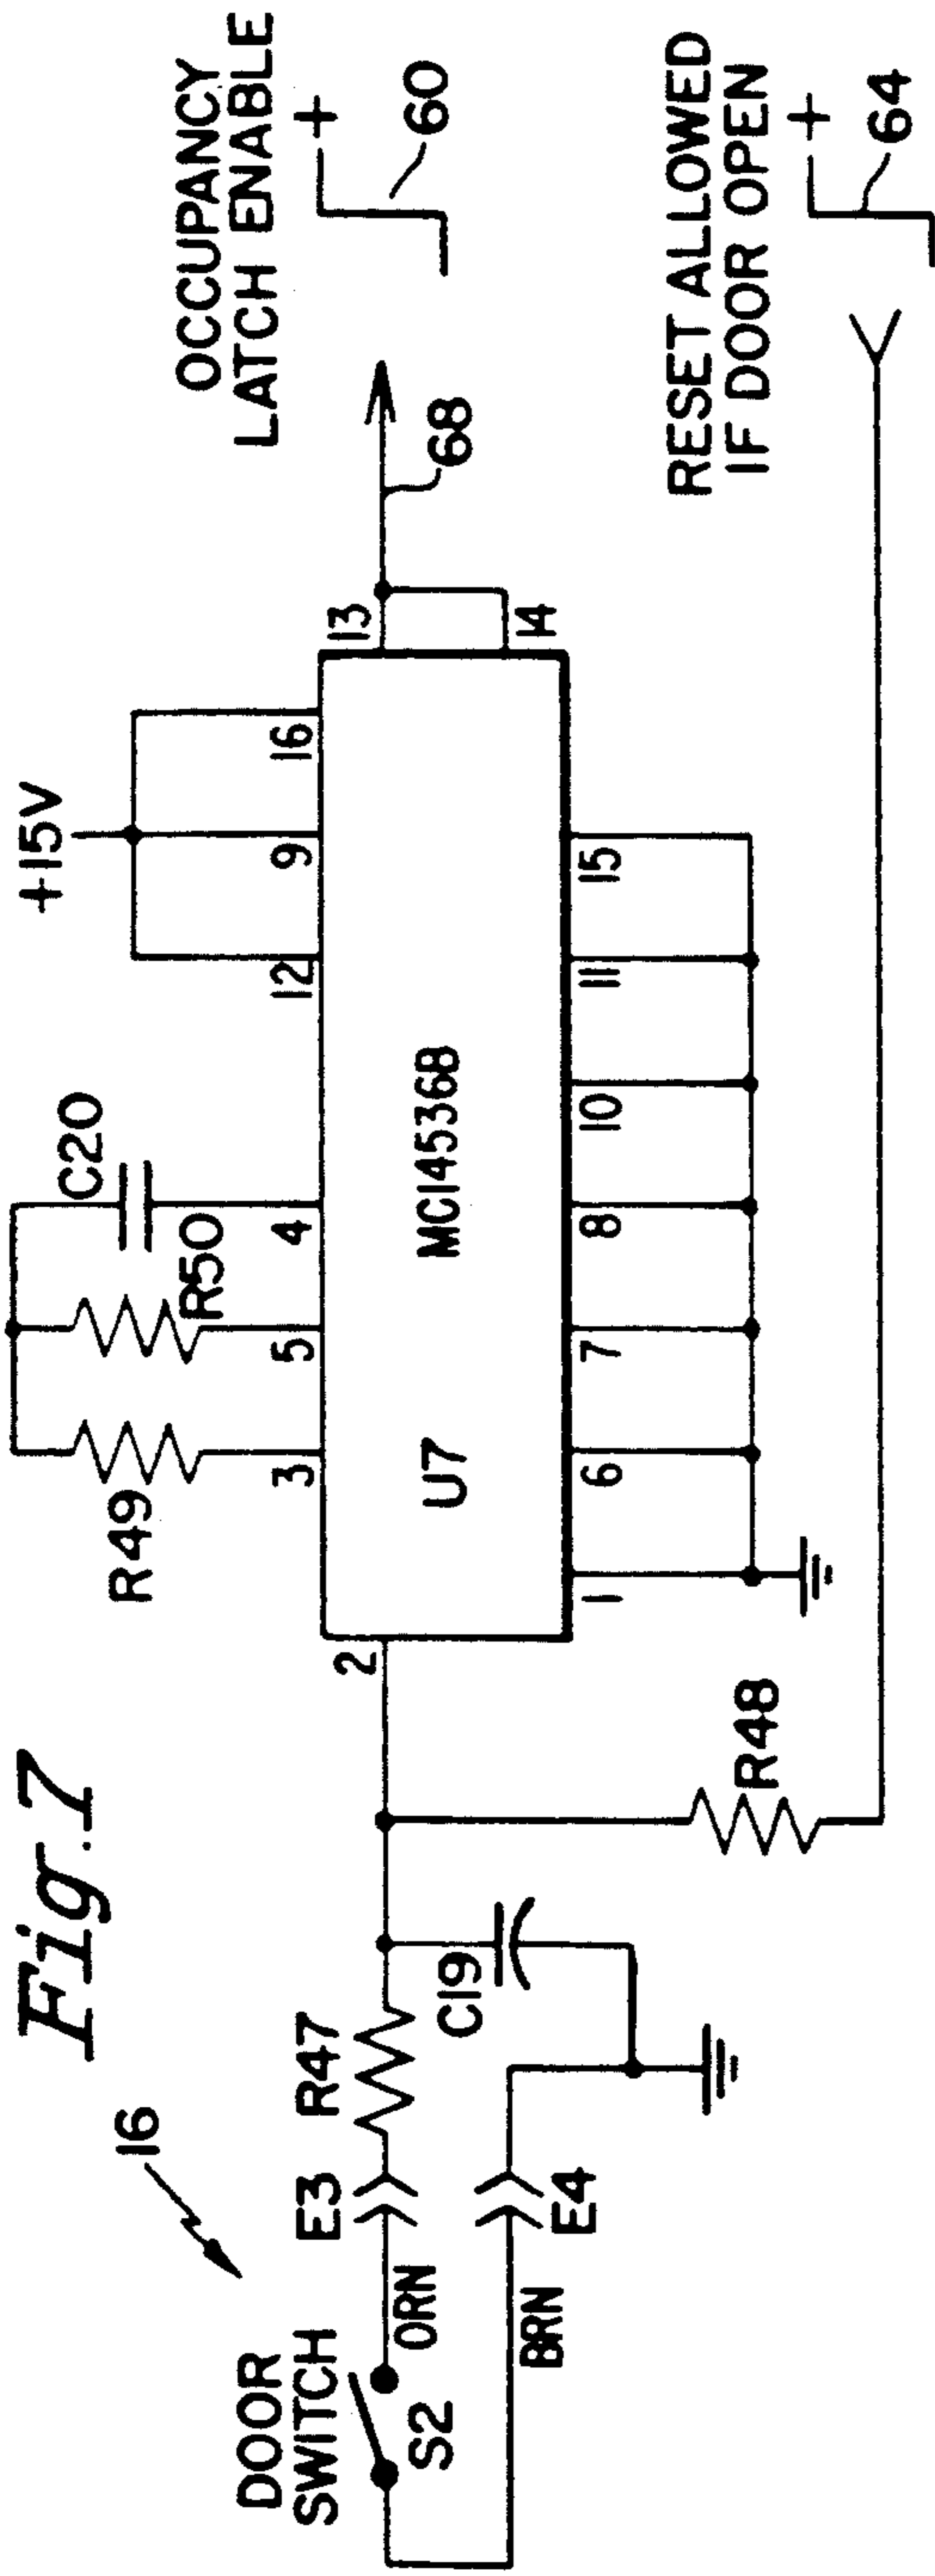 Fig. 7
16
DOOR
SWITCH
S2
ORN
BRN
E3
E4
R47
C19
R48
2
U7
MC14536B
R49
R50
C20
3
5
4
12
9
16
+15V
1
6
7
8
10
11
15
13
14
68
OCCUPANCY
LATCH ENABLE
+
60
RESET ALLOWED
IF DOOR OPEN
+
64